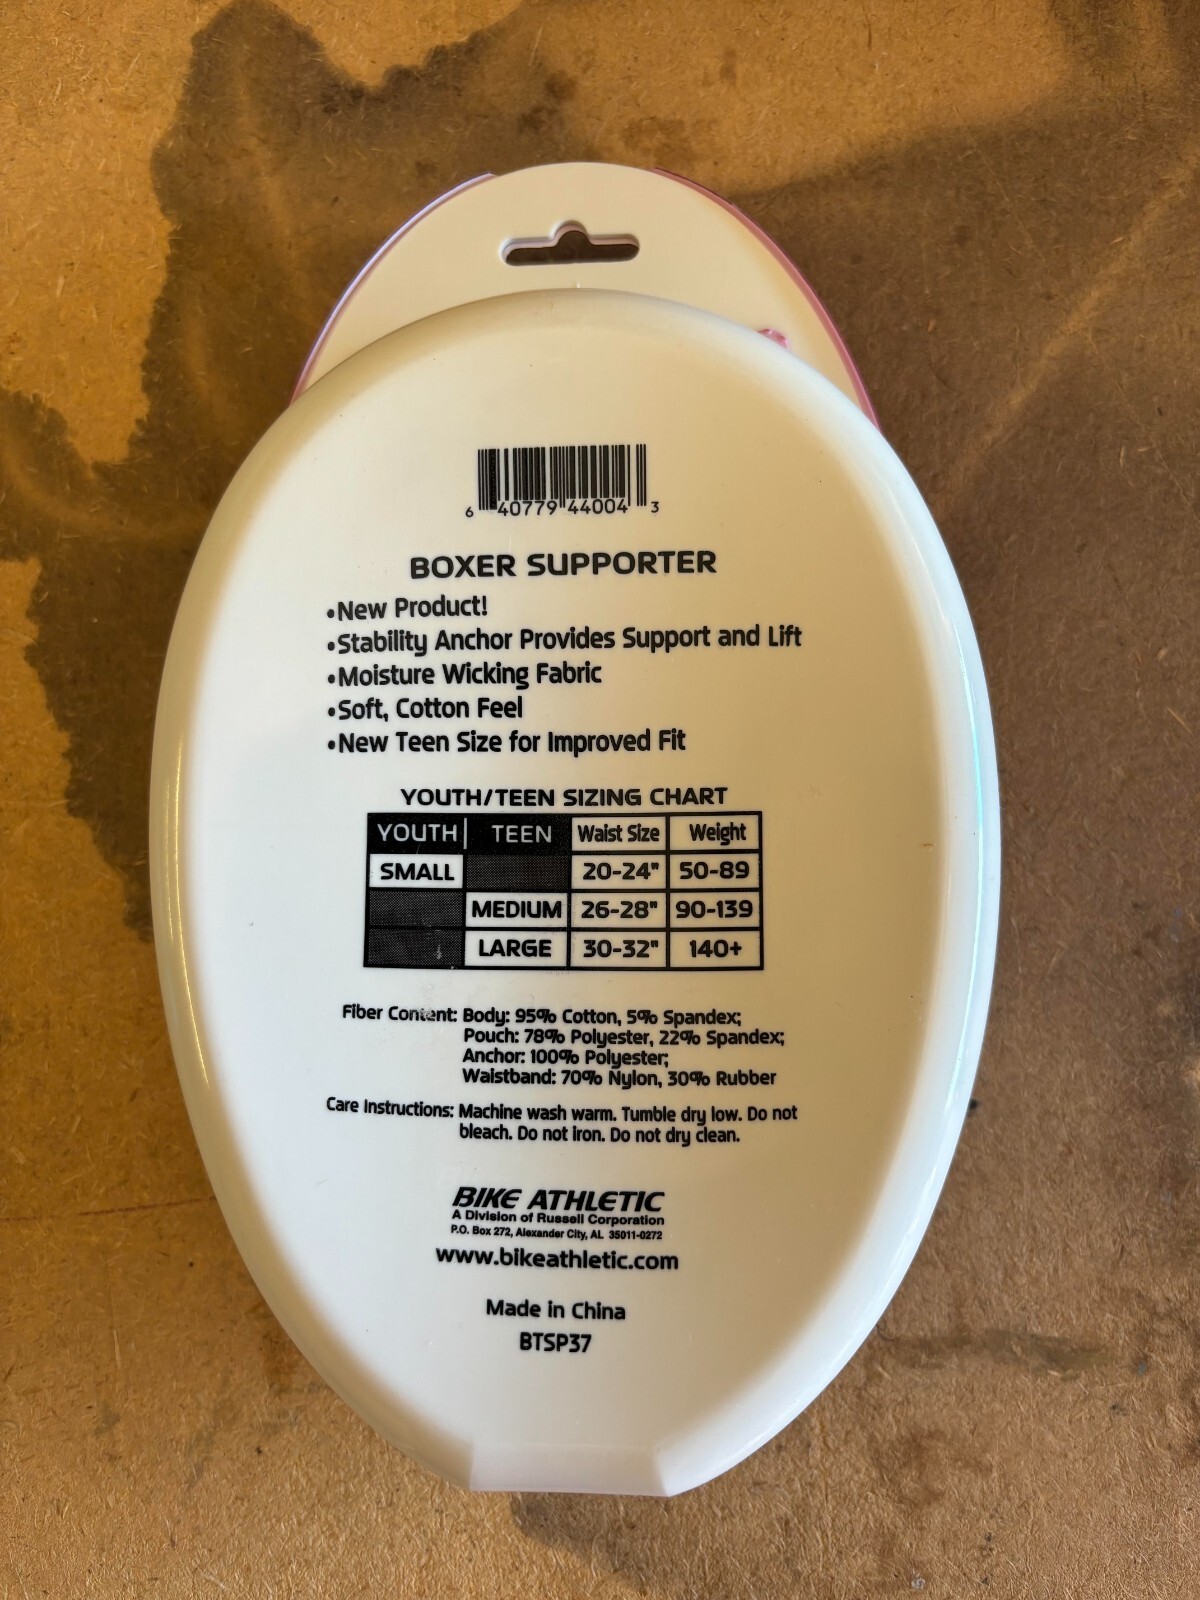 6 40779 44004 3
BOXER SUPPORTER
•New Product!
•Stability Anchor Provides Support and Lift
•Moisture Wicking Fabric
•Soft, Cotton Feel
•New Teen Size for Improved Fit
YOUTH/TEEN SIZING CHART
YOUTH | TEEN Waist Size Weight
SMALL 20-24" 50-89
MEDIUM 26-28" 90-139
LARGE 30-32" 140+
Fiber Content: Body: 95% Cotton, 5% Spandex;
Pouch: 78% Polyester, 22% Spandex;
Anchor: 100% Polyester;
Waistband: 70% Nylon, 30% Rubber
Care Instructions: Machine wash warm. Tumble dry low. Do not
bleach. Do not iron. Do not dry clean.
BIKE ATHLETIC
A Division of Russell Corporation
P.O. Box 272, Alexander City, AL 35011-0272
www.bikeathletic.com
Made in China
BTSP37